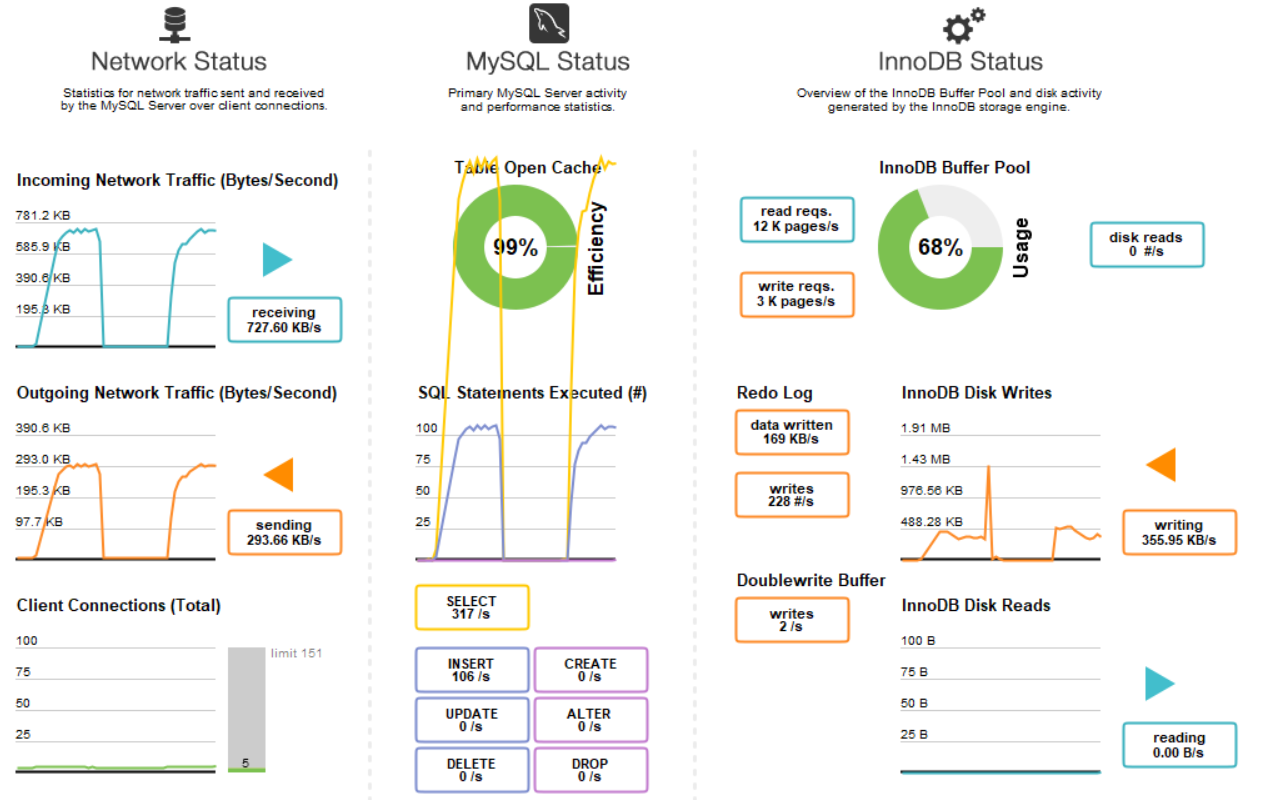 Network Status
Statistics for network traffic sent and received
by the MySQL Server over client connections.
Incoming Network Traffic (Bytes/Second)
781.2 KB
585.9 KB
390.6 KB
195.3 KB
receiving
727.60 KB/s
Outgoing Network Traffic (Bytes/Second)
390.6 KB
293.0 KB
195.3 KB
97.7 KB
sending
293.66 KB/s
Client Connections (Total)
100
75
50
25
limit 151
5
MySQL Status
Primary MySQL Server activity
and performance statistics.
Table Open Cache
99%
Efficiency
SQL Statements Executed (#)
100
75
50
25
SELECT
317 /s
INSERT
106 /s
CREATE
0 /s
UPDATE
0 /s
ALTER
0 /s
DELETE
0 /s
DROP
0 /s
InnoDB Status
Overview of the InnoDB Buffer Pool and disk activity
generated by the InnoDB storage engine.
InnoDB Buffer Pool
read reqs.
12 K pages/s
write reqs.
3 K pages/s
68%
Usage
disk reads
0 #/s
Redo Log
data written
169 KB/s
writes
228 #/s
Doublewrite Buffer
writes
2 /s
InnoDB Disk Writes
1.91 MB
1.43 MB
976.56 KB
488.28 KB
writing
355.95 KB/s
InnoDB Disk Reads
100 B
75 B
50 B
25 B
reading
0.00 B/s